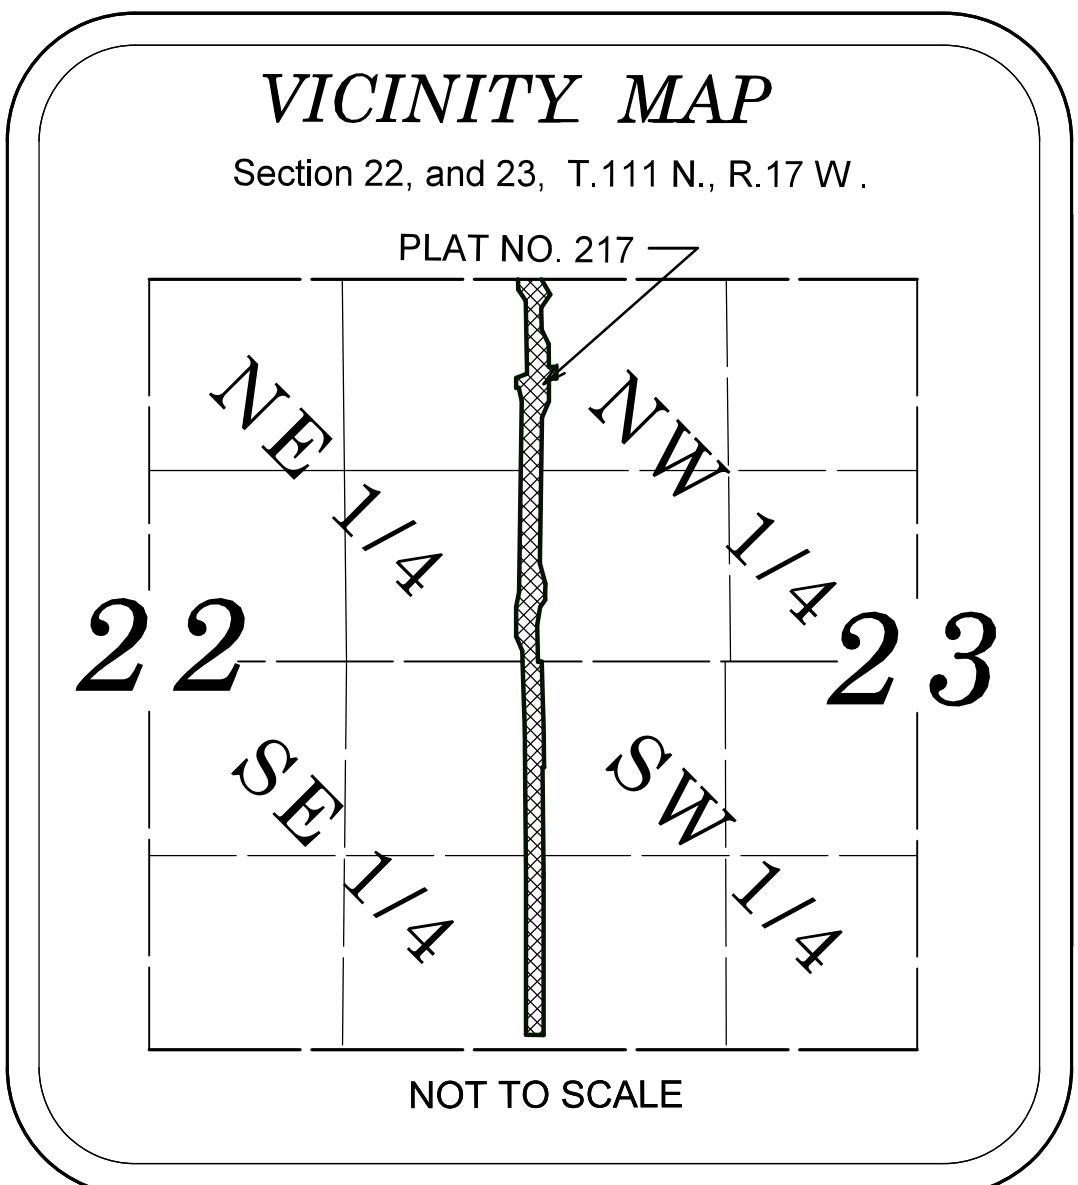 VICINITY MAP
Section 22, and 23, T.111 N., R.17 W.
PLAT NO. 217
NE 1/4
NW 1/4
22
23
SE 1/4
SW 1/4
NOT TO SCALE